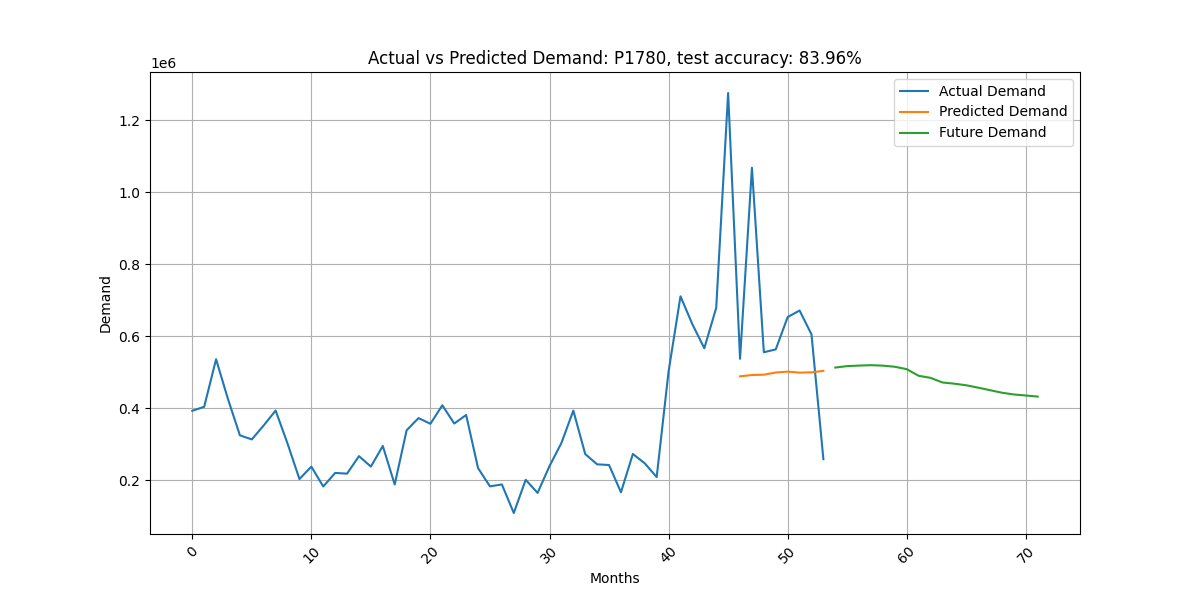 Actual vs Predicted Demand: P1780, test accuracy: 83.96%
1e6
Actual Demand
Predicted Demand
Future Demand
1.2
1.0
0.8
0.6
0.4
0.2
Demand
0 10 20 30 40 50 60 70
Months